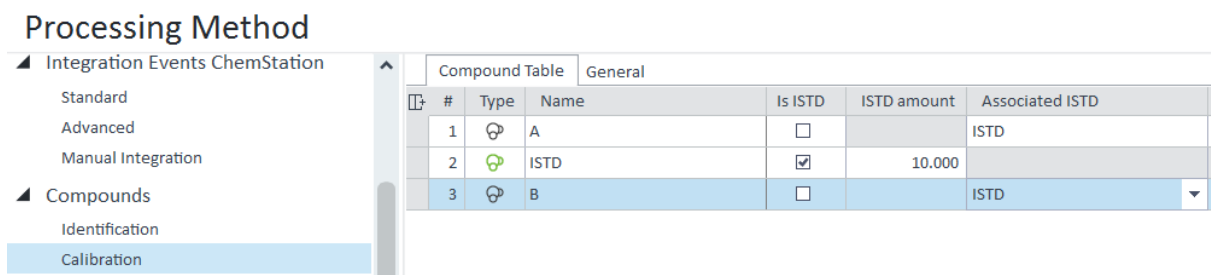 Processing Method
Integration Events ChemStation
Standard
Advanced
Manual Integration
Compounds
Identification
Calibration
Compound Table General
# Type Name Is ISTD ISTD amount Associated ISTD
1 A ISTD
2 ISTD 10.000
3 B ISTD